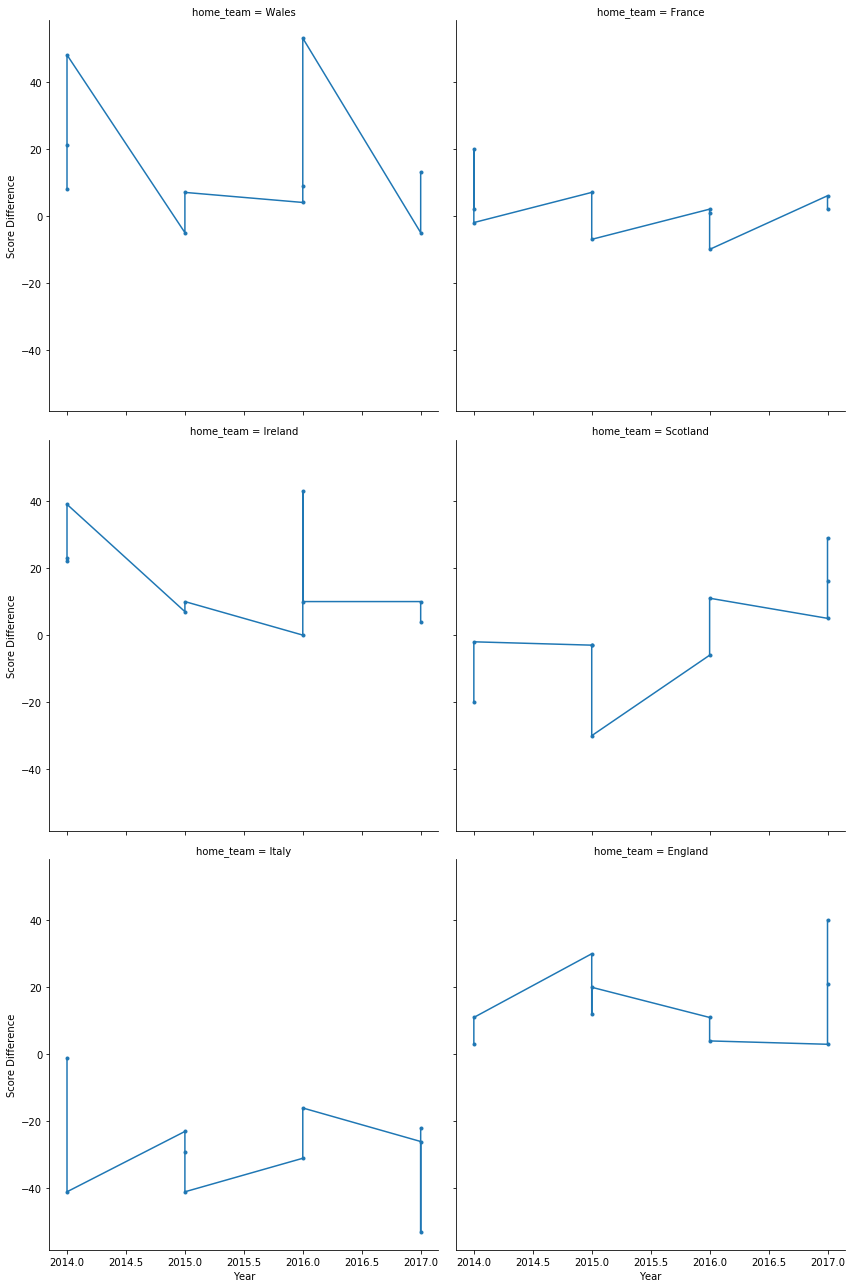 home_team = Wales
home_team = France
40
20
0
−20
−40
Score Difference
home_team = Ireland
home_team = Scotland
40
20
0
−20
−40
Score Difference
home_team = Italy
home_team = England
40
20
0
−20
−40
Score Difference
2014.0 2014.5 2015.0 2015.5 2016.0 2016.5 2017.0
2014.0 2014.5 2015.0 2015.5 2016.0 2016.5 2017.0
Year
Year